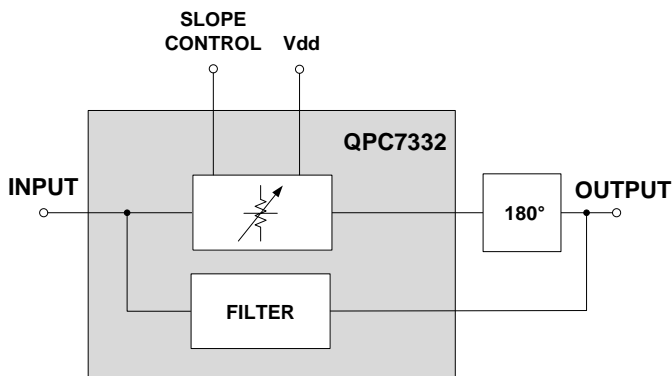 SLOPE
CONTROL
Vdd
QPC7332
INPUT
180°
OUTPUT
FILTER